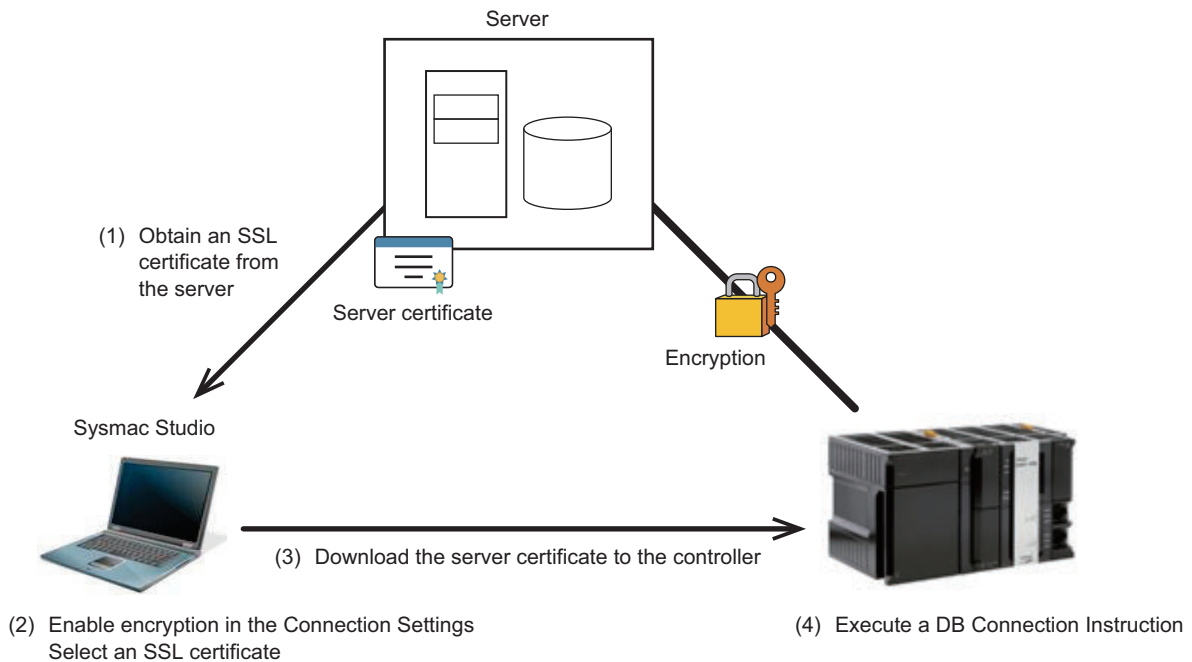 Server
(1) Obtain an SSL
certificate from
the server
Server certificate
Encryption
Sysmac Studio
(3) Download the server certificate to the controller
(2) Enable encryption in the Connection Settings
Select an SSL certificate
(4) Execute a DB Connection Instruction